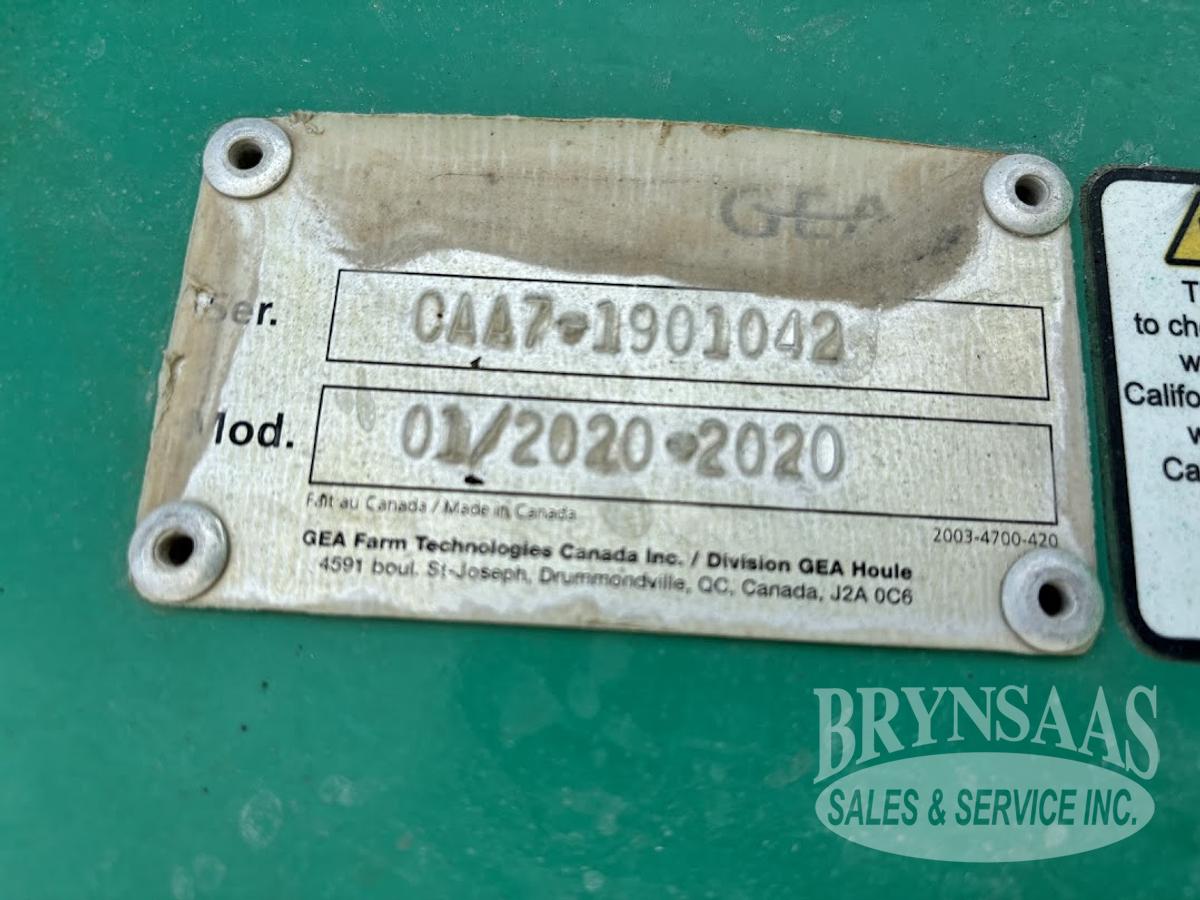 GEA
Ser. CAA7-1901042
Mod. 01/2020-2020
Fait au Canada / Made in Canada
2003-4700-420
GEA Farm Technologies Canada Inc. / Division GEA Houle
4591 boul. St-Joseph, Drummondville, QC, Canada, J2A 0C6
to
Califo
BRYNSAAS
SALES & SERVICE INC.